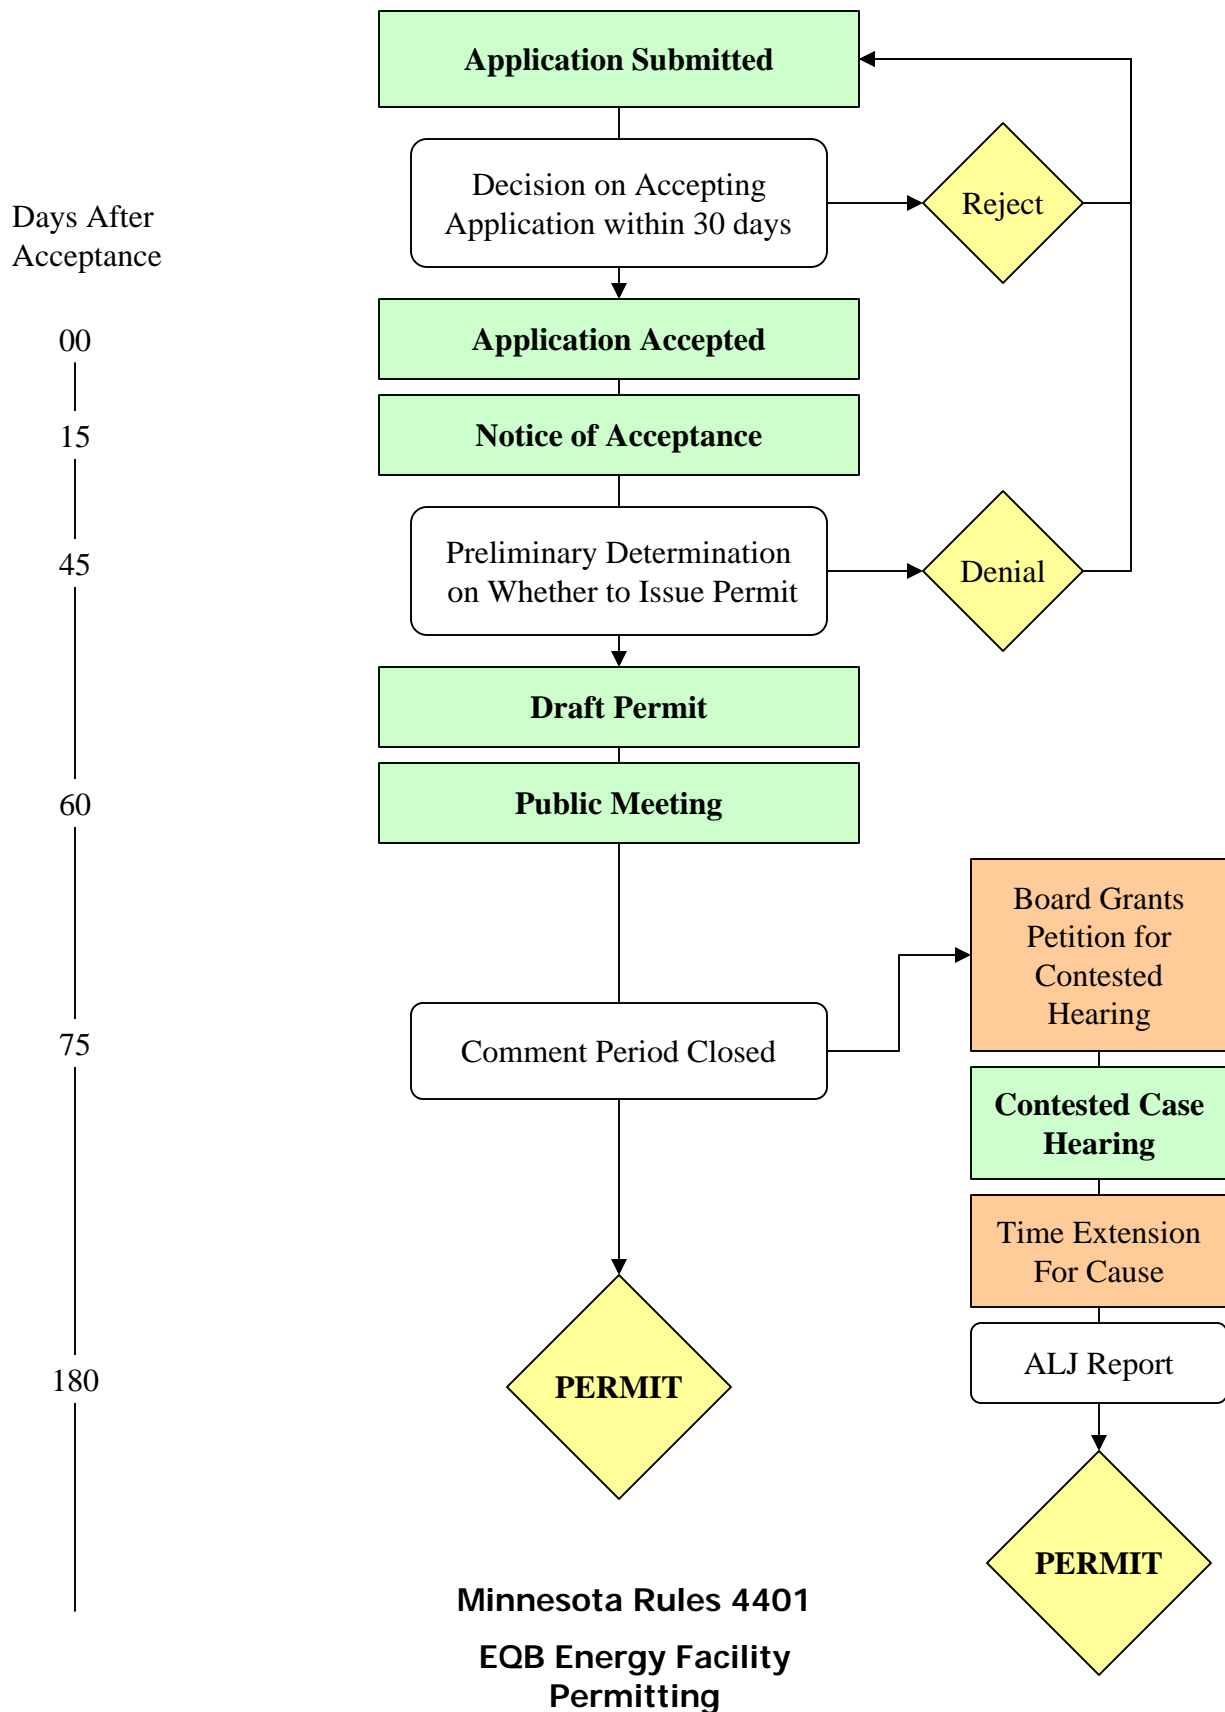 Application Submitted
Decision on Accepting
Application within 30 days
Reject
Days After
Acceptance
00
Application Accepted
15
Notice of Acceptance
45
Preliminary Determination
on Whether to Issue Permit
Denial
Draft Permit
60
Public Meeting
Board Grants
Petition for
Contested
Hearing
75
Comment Period Closed
Contested Case
Hearing
Time Extension
For Cause
180
PERMIT
ALJ Report
PERMIT
Minnesota Rules 4401
EQB Energy Facility
Permitting